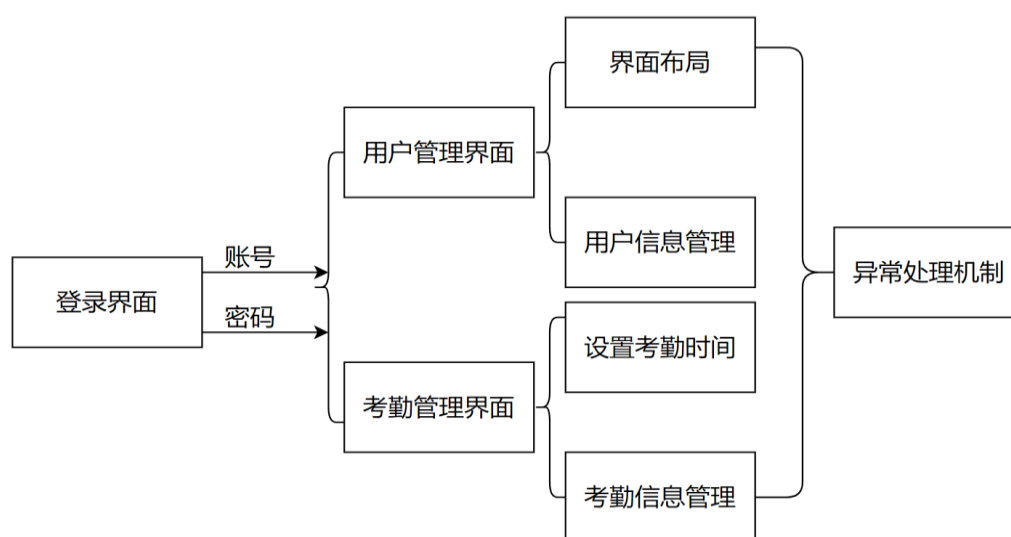 登录界面
账号
密码
用户管理界面
考勤管理界面
界面布局
用户信息管理
设置考勤时间
考勤信息管理
异常处理机制